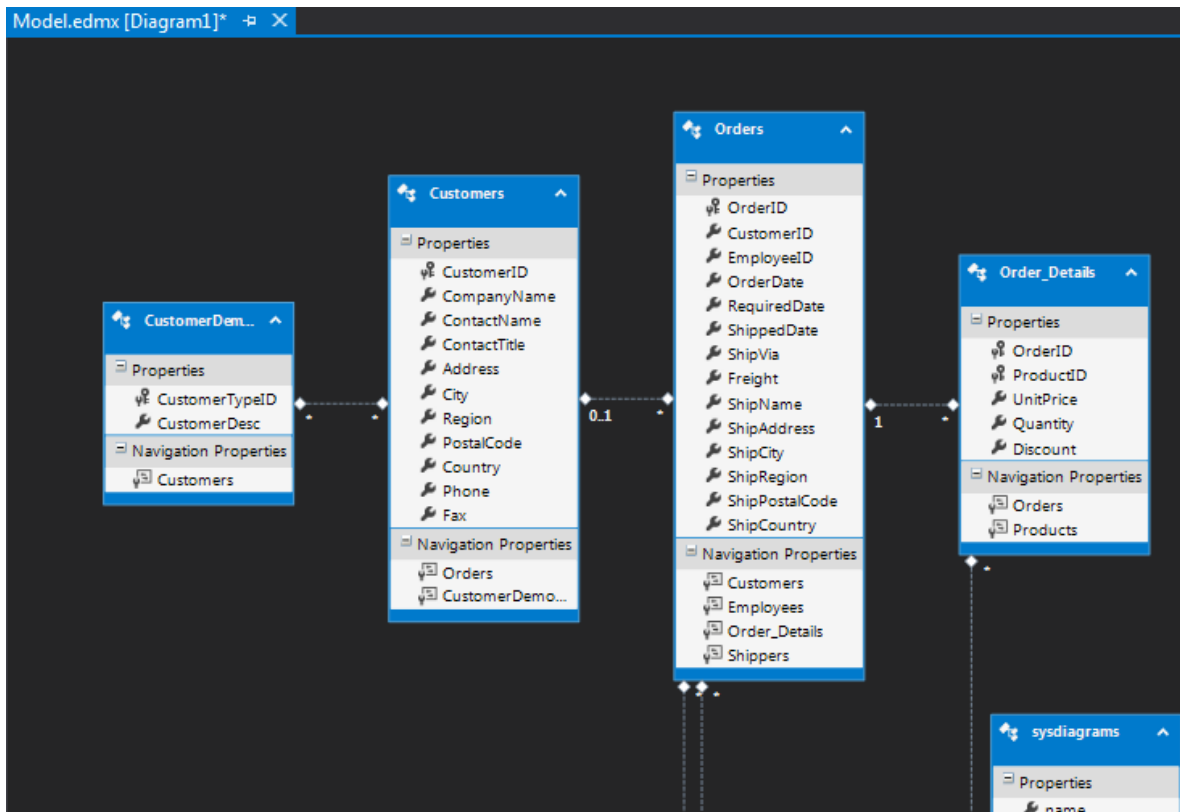 Model.edmx [Diagram1]*
CustomerDem...
Properties
CustomerTypeID
CustomerDesc
Navigation Properties
Customers
*
*
Customers
Properties
CustomerID
CompanyName
ContactName
ContactTitle
Address
City
Region
PostalCode
Country
Phone
Fax
Navigation Properties
Orders
CustomerDemo...
0..1
*
Orders
Properties
OrderID
CustomerID
EmployeeID
OrderDate
RequiredDate
ShippedDate
ShipVia
Freight
ShipName
ShipAddress
ShipCity
ShipRegion
ShipPostalCode
ShipCountry
Navigation Properties
Customers
Employees
Order_Details
Shippers
*
*
1
*
Order_Details
Properties
OrderID
ProductID
UnitPrice
Quantity
Discount
Navigation Properties
Orders
Products
*
sysdiagrams
Properties
name